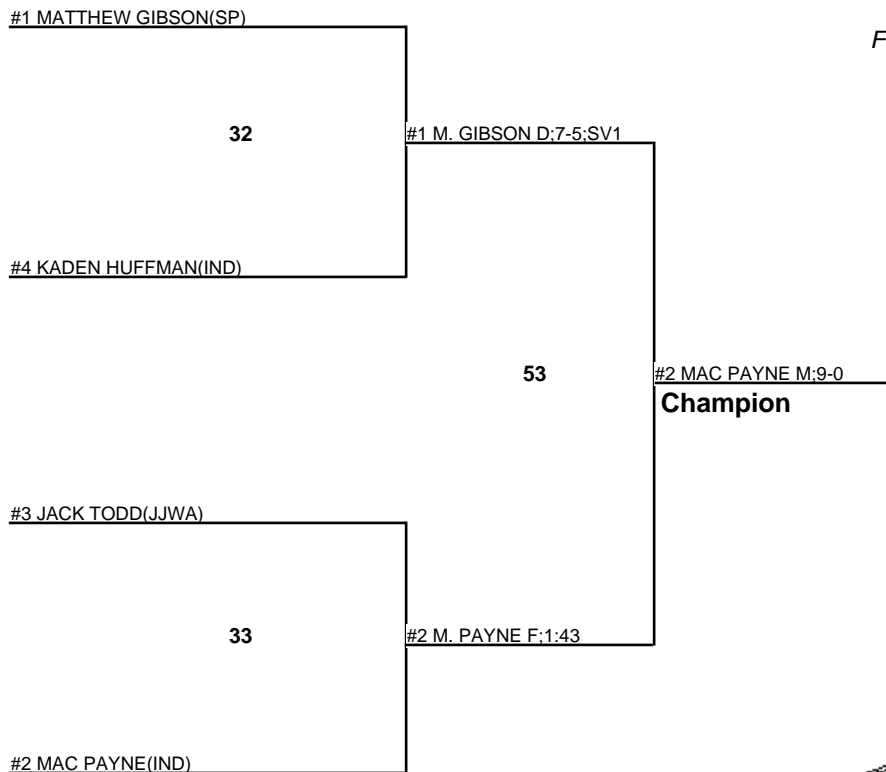 #1 MATTHEW GIBSON(SP)
F
32
#1 M. GIBSON D;7-5;SV1
#4 KADEN HUFFMAN(IND)
53
#2 MAC PAYNE M;9-0
Champion
#3 JACK TODD(JJWA)
33
#2 M. PAYNE F;1:43
#2 MAC PAYNE(IND)